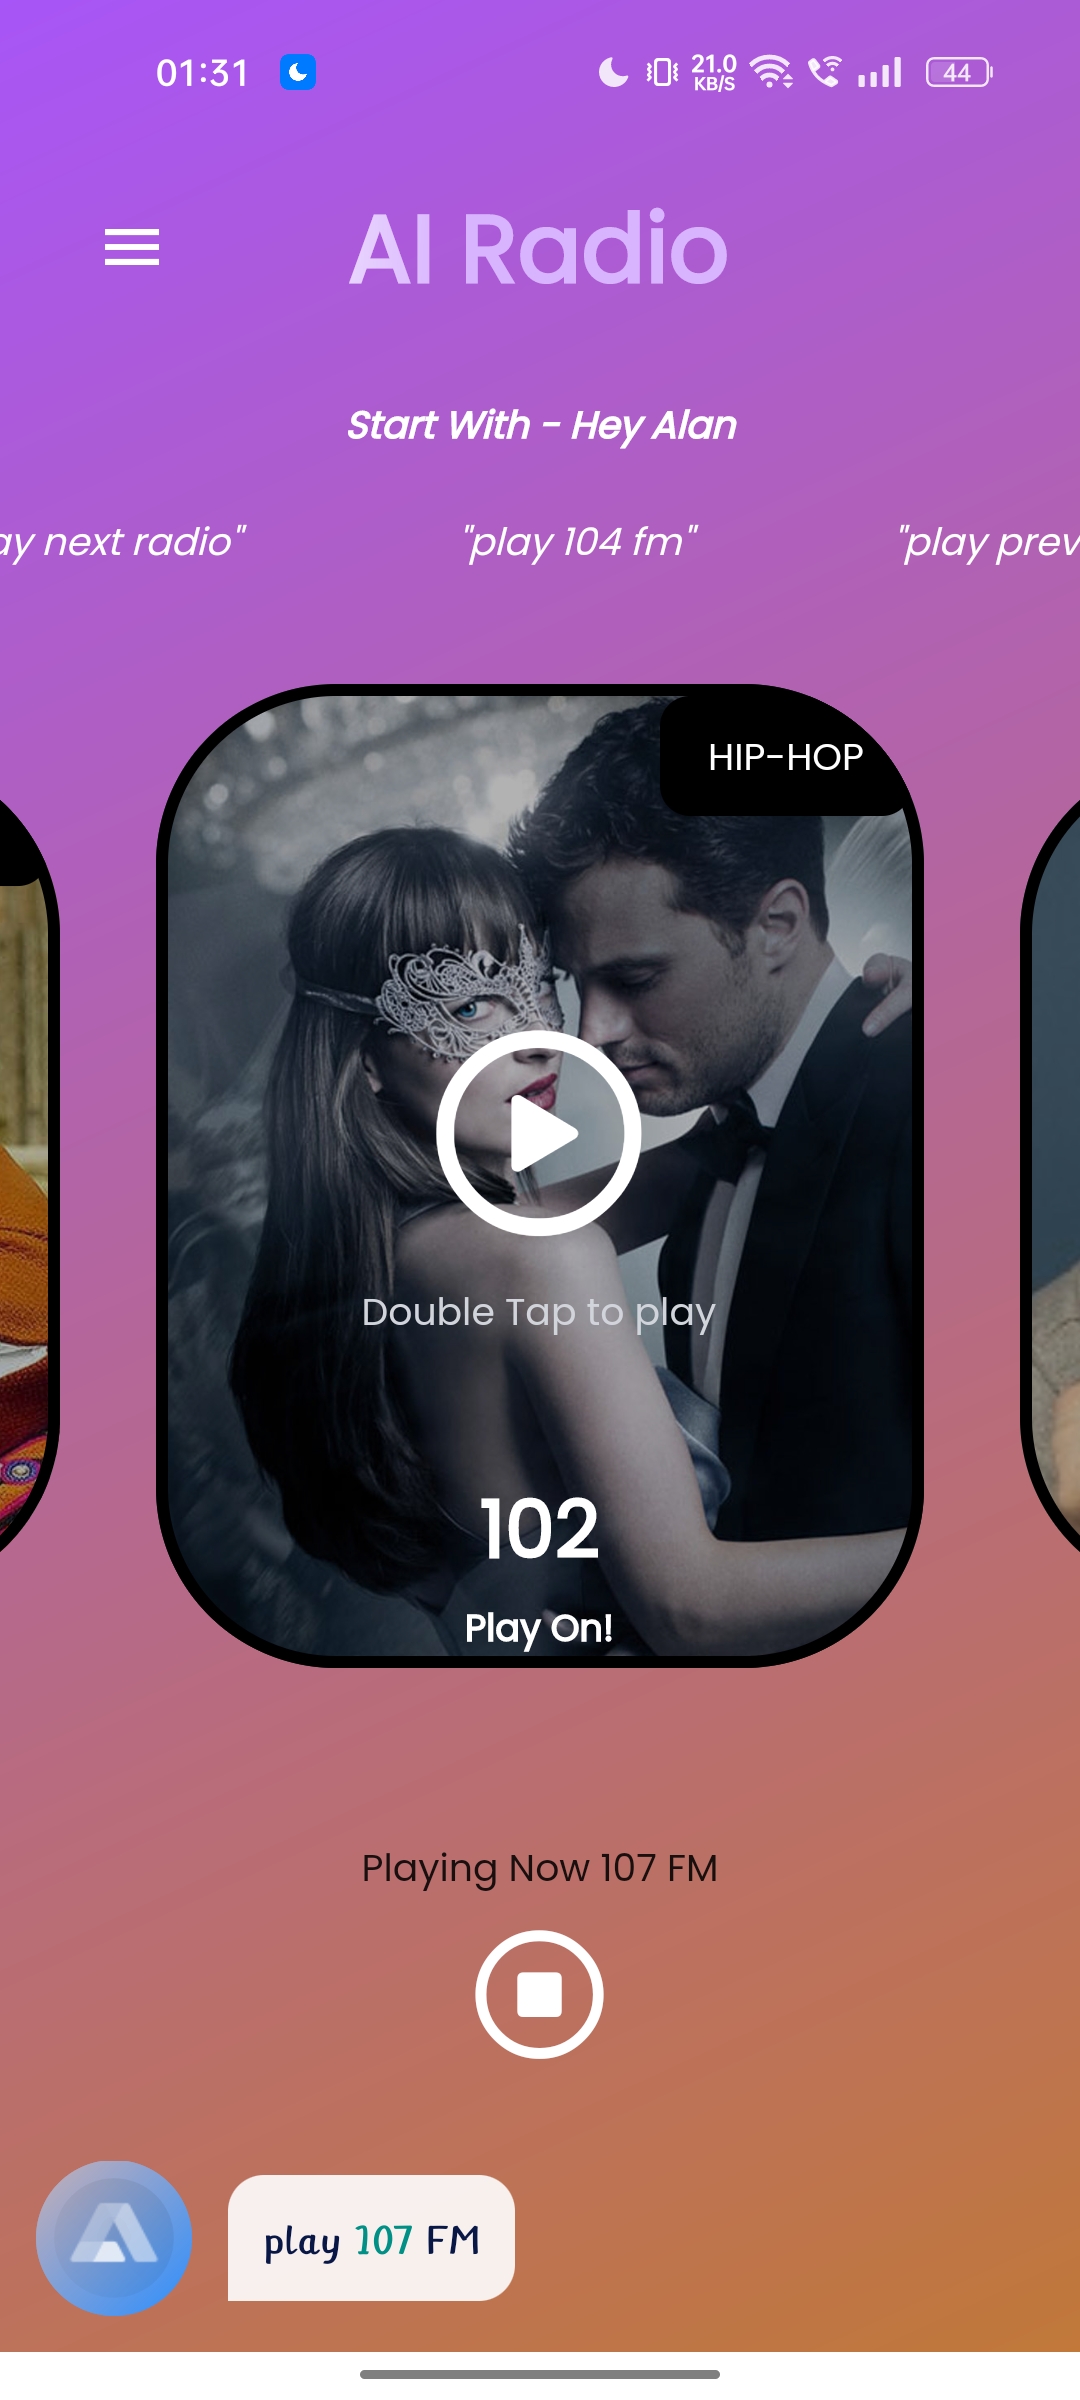 01:31
21.0
KB/S
44
AI Radio
Start With - Hey Alan
ay next radio" "play 104 fm" "play prev
HIP-HOP
Double Tap to play
102
Play On!
Playing Now 107 FM
play 107 FM